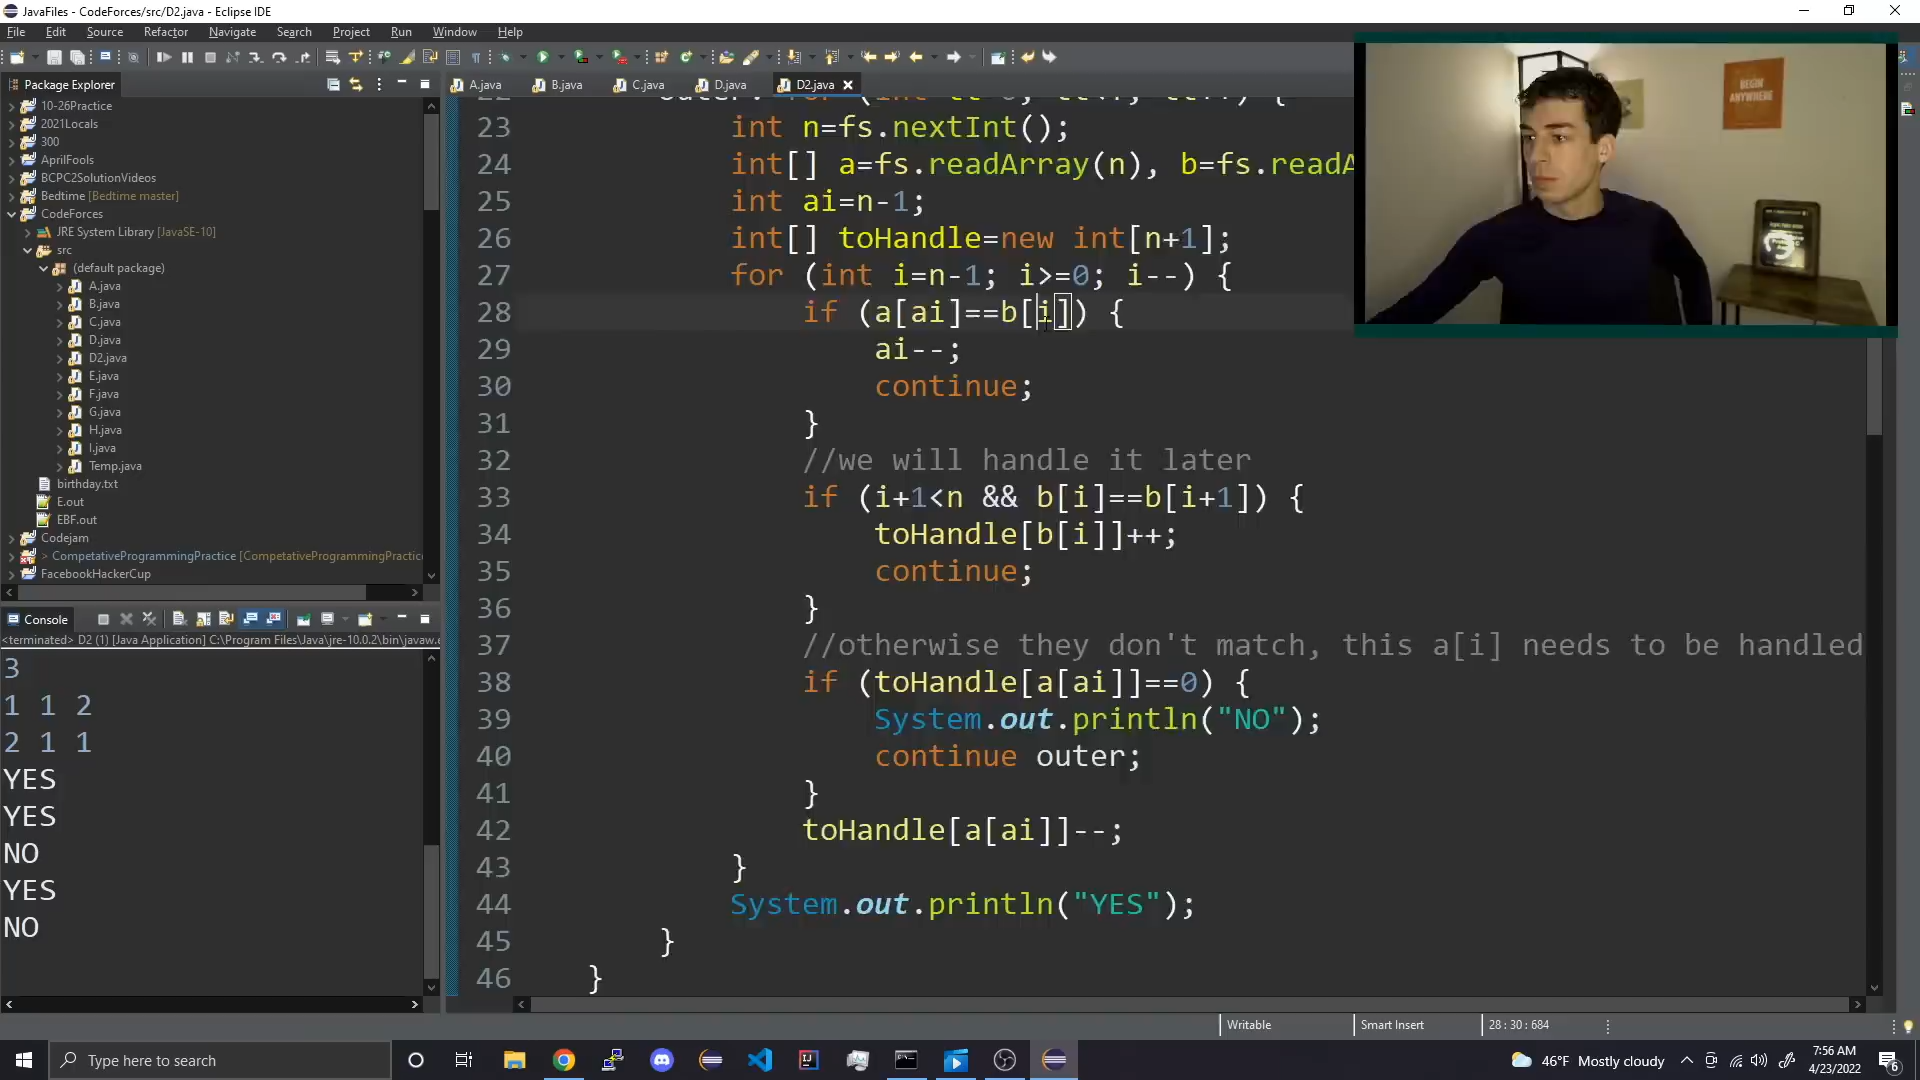 JavaFiles - CodeForces/src/D2.java - Eclipse IDE
File Edit Source Refactor Navigate Search Project Run Window Help
Package Explorer
A.java B.java C.java D.java D2.java
10-26Practice
2021Locals
300
AprilFools
BCPC2SolutionVideos
Bedtime [Bedtime master]
CodeForces
JRE System Library [JavaSE-10]
src
(default package)
A.java
B.java
C.java
D.java
D2.java
E.java
F.java
G.java
H.java
I.java
Temp.java
birthday.txt
E.out
EBF.out
Codejam
> CompetativeProgrammingPractice [CompetativeProgrammingPractic
FacebookHackerCup
Console
<terminated> D2 (1) [Java Application] C:\Program Files\Java\jre-10.0.2\bin\javaw.e
3
1 1 2
2 1 1
YES
YES
NO
YES
NO
23 int n=fs.nextInt();
24 int[] a=fs.readArray(n), b=fs.readA
25 int ai=n-1;
26 int[] toHandle=new int[n+1];
27 for (int i=n-1; i>=0; i--) {
28 if (a[ai]==b[i]) {
29 ai--;
30 continue;
31 }
32 //we will handle it later
33 if (i+1<n && b[i]==b[i+1]) {
34 toHandle[b[i]]++;
35 continue;
36 }
37 //otherwise they don't match, this a[i] needs to be handled
38 if (toHandle[a[ai]]==0) {
39 System.out.println("NO");
40 continue outer;
41 }
42 toHandle[a[ai]]--;
43 }
44 System.out.println("YES");
45 }
46 }
BEGIN
ANYWHERE
Writable Smart Insert 28 : 30 : 684
Type here to search
46°F Mostly cloudy
7:56 AM
4/23/2022
6